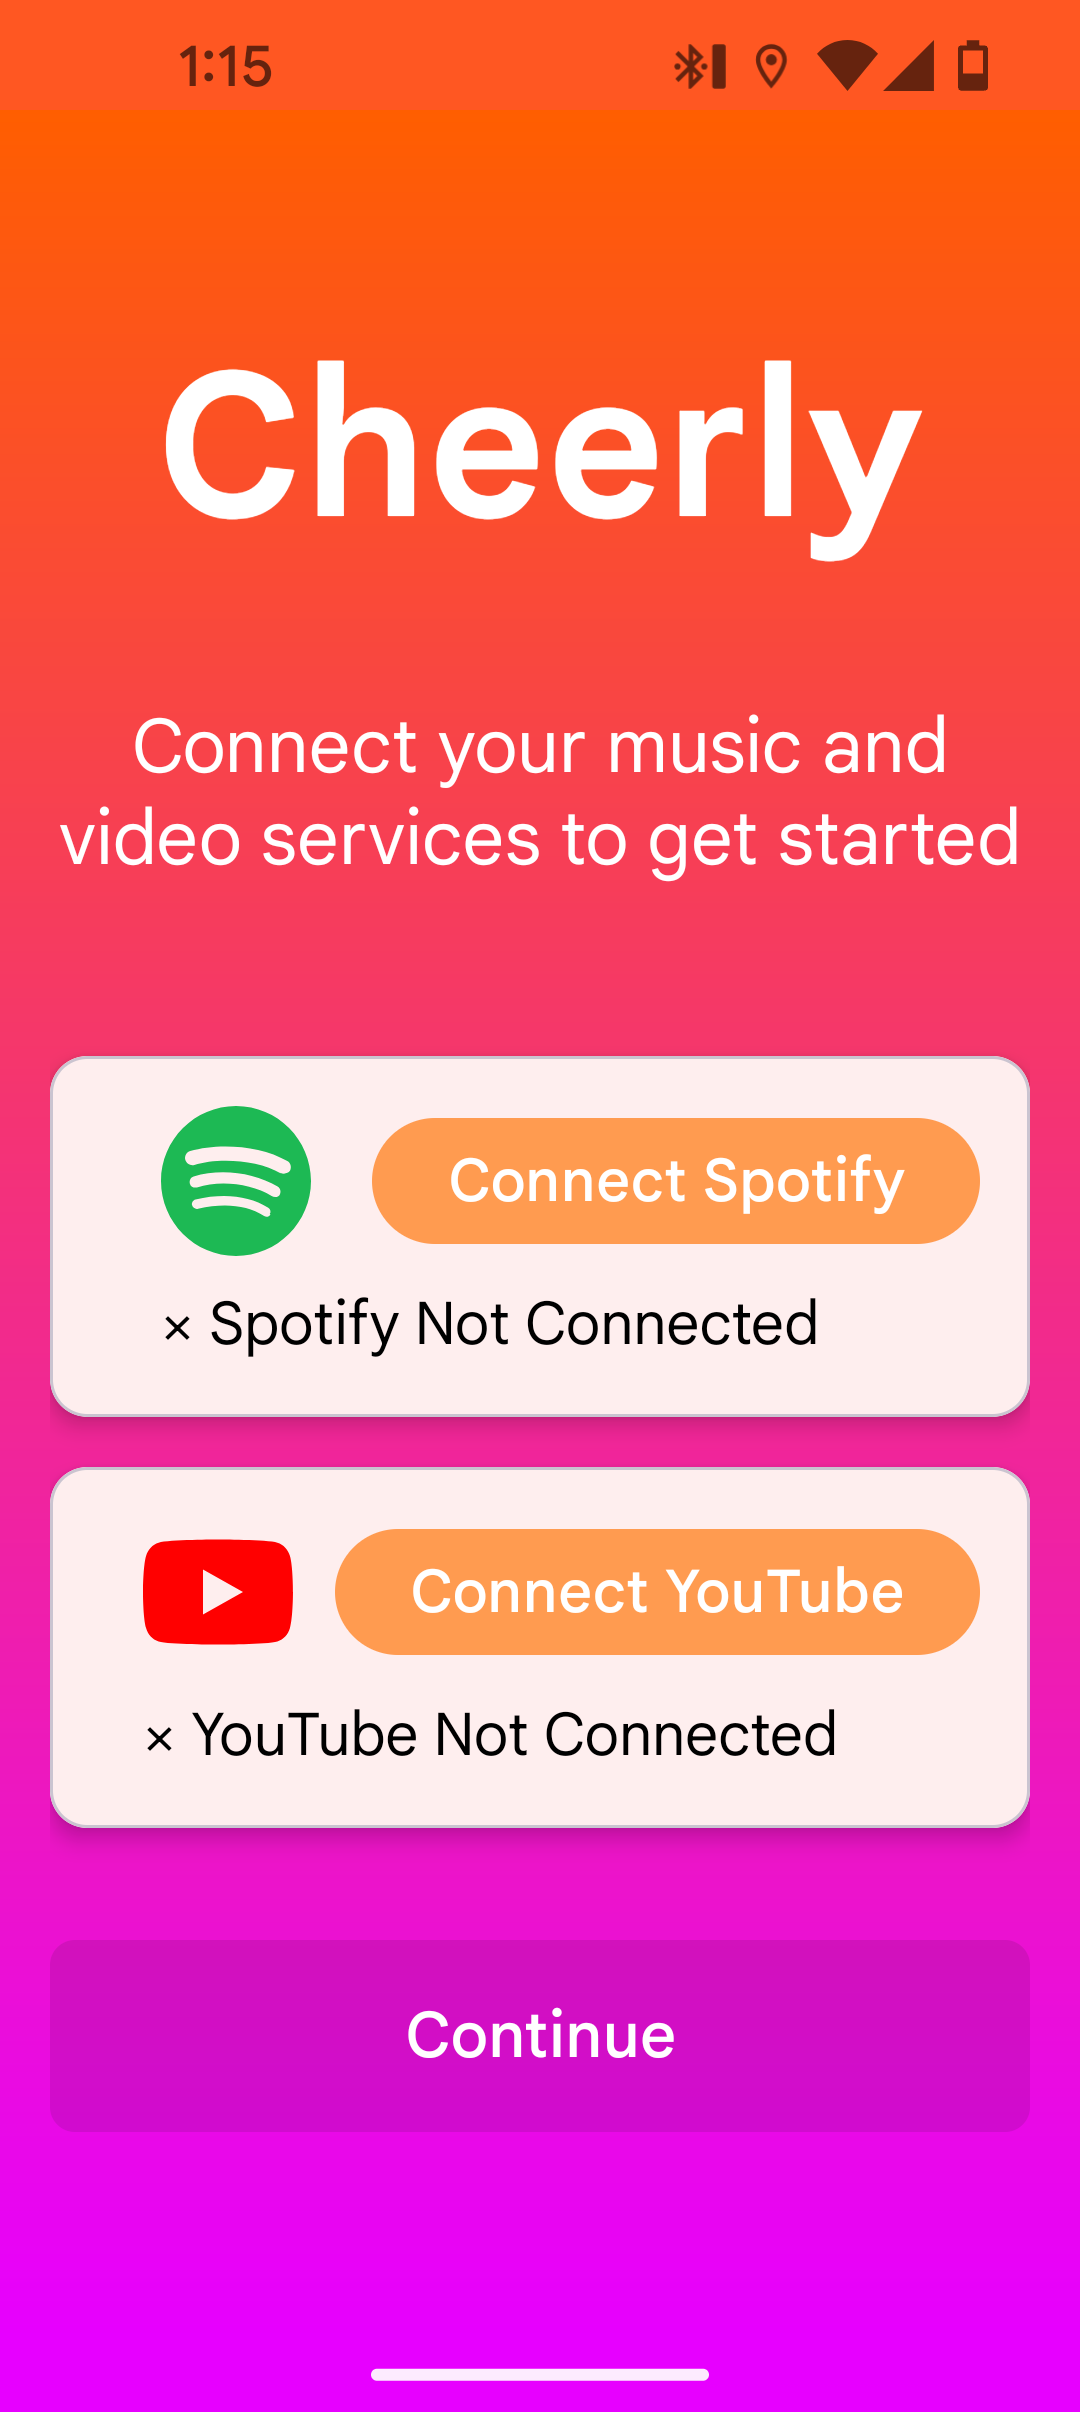 1:15
Cheerly
Connect your music and
video services to get started
Connect Spotify
× Spotify Not Connected
Connect YouTube
× YouTube Not Connected
Continue